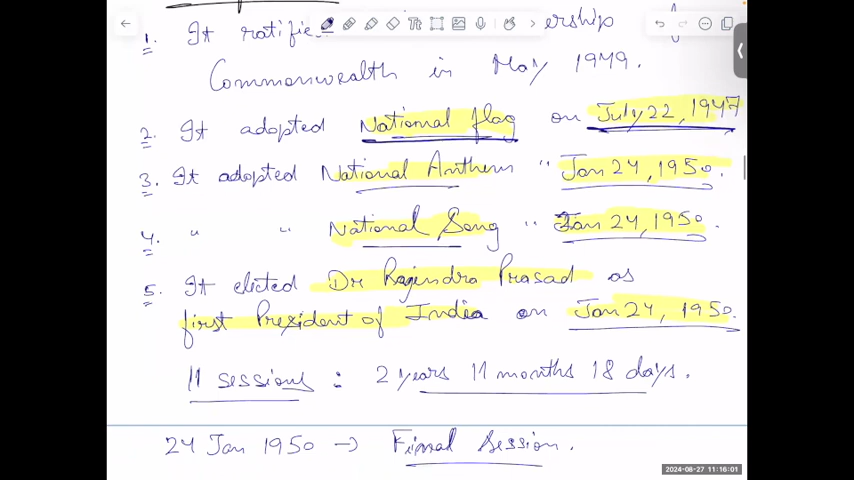 1. It ratifie ership
Commonwealth in May 1949.
2. It adopted National flag on July 22, 1947
3. It adopted National Anthem " Jan 24, 1950.
4. " " National Song " Jan 24, 1950.
5. It elected Dr Rajendra Prasad as
first President of India on Jan 24, 1950.
11 sessions : 2 years 11 months 18 days.
24 Jan 1950 → Final Session.
2024-08-27 11:16:01